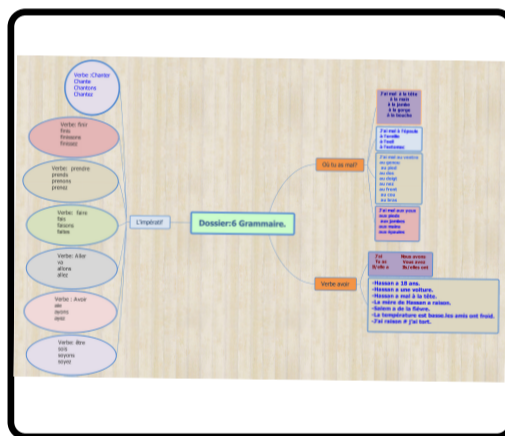 Verbe :Chanter
Chante
Chantons
Chantez
Verbe: finir
finis
finissons
finissez
Verbe: prendre
prends
prenons
prenez
Verbe: faire
fais
faisons
faites
Verbe: Aller
va
allons
allez
Verbe : Avoir
aie
ayons
ayez
Verbe: être
sois
soyons
soyez
L'impératif
Dossier:6 Grammaire.
Où tu as mal?
J'ai mal à la tête
à la main
à la jambe
à la gorge
à la bouche
J'ai mal à l'épaule
à l'oreille
à l'œil
à l'estomac
J'ai mal au ventre
au genou
au pied
au dos
au doigt
au nez
au front
au cou
au bras
J'ai mal aux yeux
aux pieds
aux jambes
aux mains
aux épaules
Verbe avoir
J'ai Nous avons
Tu as Vous avez
Il/elle a Ils/elles ont
-Hassan a 18 ans.
-Hassan a une voiture.
-Hassan a mal à la tête.
-La mère de Hassan a raison.
-Salem a de la fièvre.
-La température est basse.les amis ont froid.
-J'ai raison # j'ai tort.